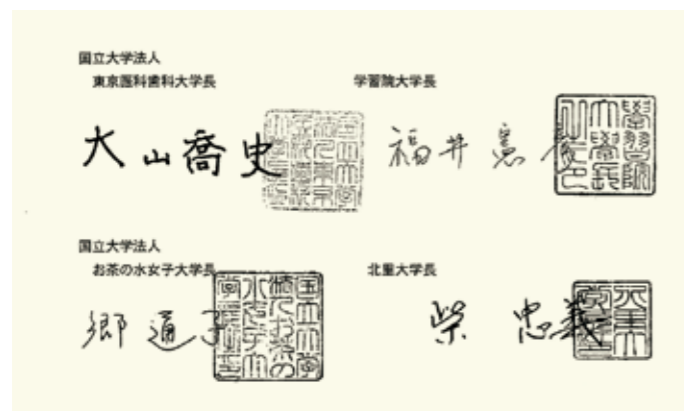 国立大学法人
東京医科歯科大学長
学習院大学長
大山喬史
福井憲彦
国立大学法人
お茶の水女子大学長
北里大学長
郷通子
柴忠義